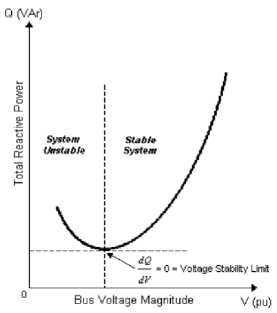 Q (VAr)
Total Reactive Power
System
Unstable
Stable
System
dQ
dV
= 0 = Voltage Stability Limit
0
Bus Voltage Magnitude
V (pu)